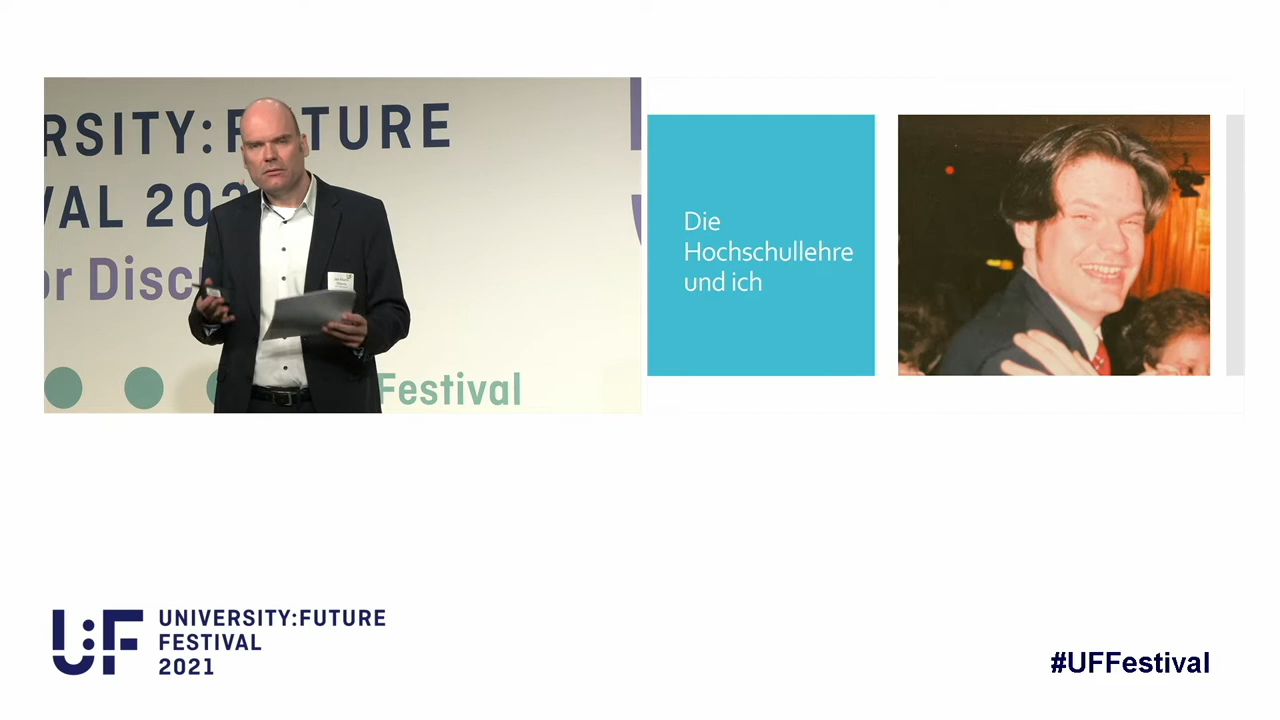 RSITY:F TURE
VAL 202
or Disc
Festival
Die
Hochschullehre
und ich
U:F
UNIVERSITY:FUTURE
FESTIVAL
2021
#UFFestival